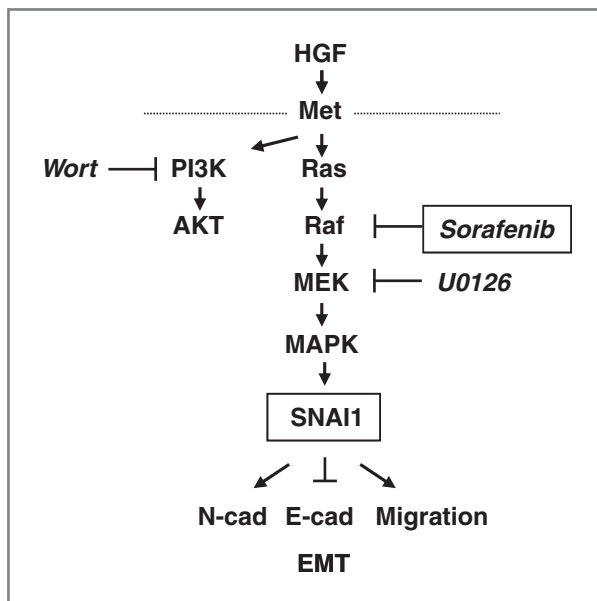 HGF
Met
Wort PI3K Ras
AKT Raf Sorafenib
MEK U0126
MAPK
SNAI1
N-cad E-cad Migration
EMT